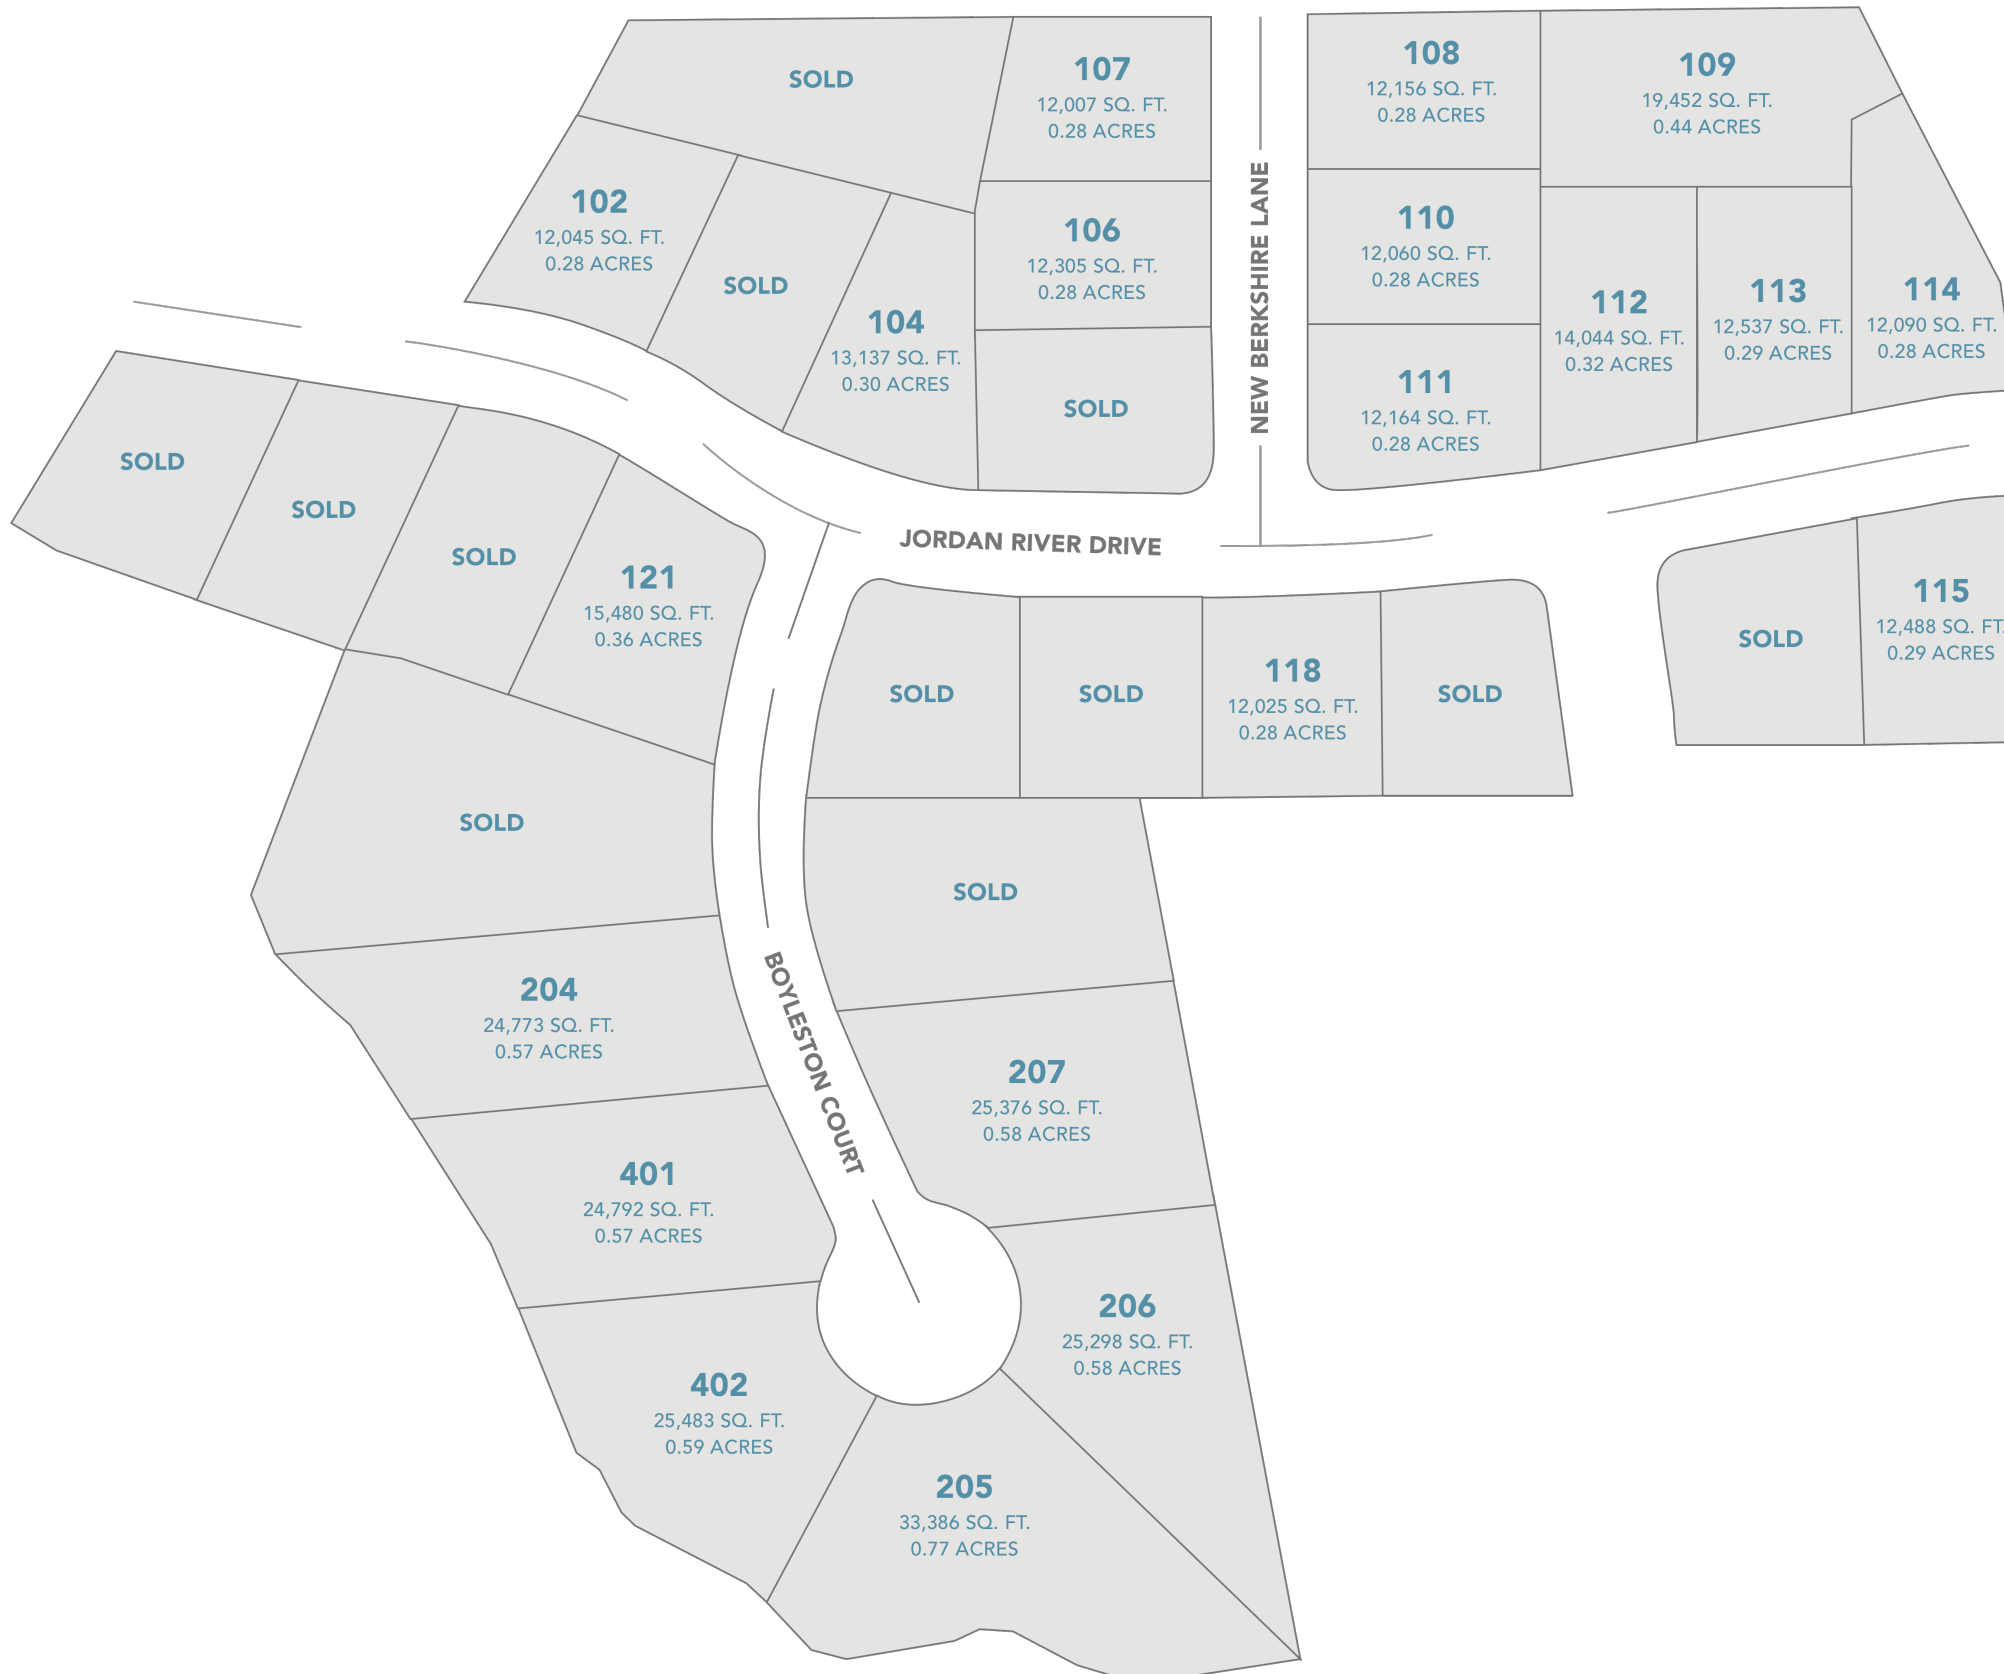 SOLD
107
12,007 SQ. FT.
0.28 ACRES
108
12,156 SQ. FT.
0.28 ACRES
109
19,452 SQ. FT.
0.44 ACRES
102
12,045 SQ. FT.
0.28 ACRES
SOLD
104
13,137 SQ. FT.
0.30 ACRES
106
12,305 SQ. FT.
0.28 ACRES
SOLD
NEW BERKSHIRE LANE
110
12,060 SQ. FT.
0.28 ACRES
111
12,164 SQ. FT.
0.28 ACRES
112
14,044 SQ. FT.
0.32 ACRES
113
12,537 SQ. FT.
0.29 ACRES
114
12,090 SQ. FT.
0.28 ACRES
SOLD
SOLD
SOLD
121
15,480 SQ. FT.
0.36 ACRES
JORDAN RIVER DRIVE
SOLD
SOLD
118
12,025 SQ. FT.
0.28 ACRES
SOLD
SOLD
115
12,488 SQ. FT.
0.29 ACRES
SOLD
SOLD
204
24,773 SQ. FT.
0.57 ACRES
BOYLESTON COURT
207
25,376 SQ. FT.
0.58 ACRES
401
24,792 SQ. FT.
0.57 ACRES
206
25,298 SQ. FT.
0.58 ACRES
402
25,483 SQ. FT.
0.59 ACRES
205
33,386 SQ. FT.
0.77 ACRES